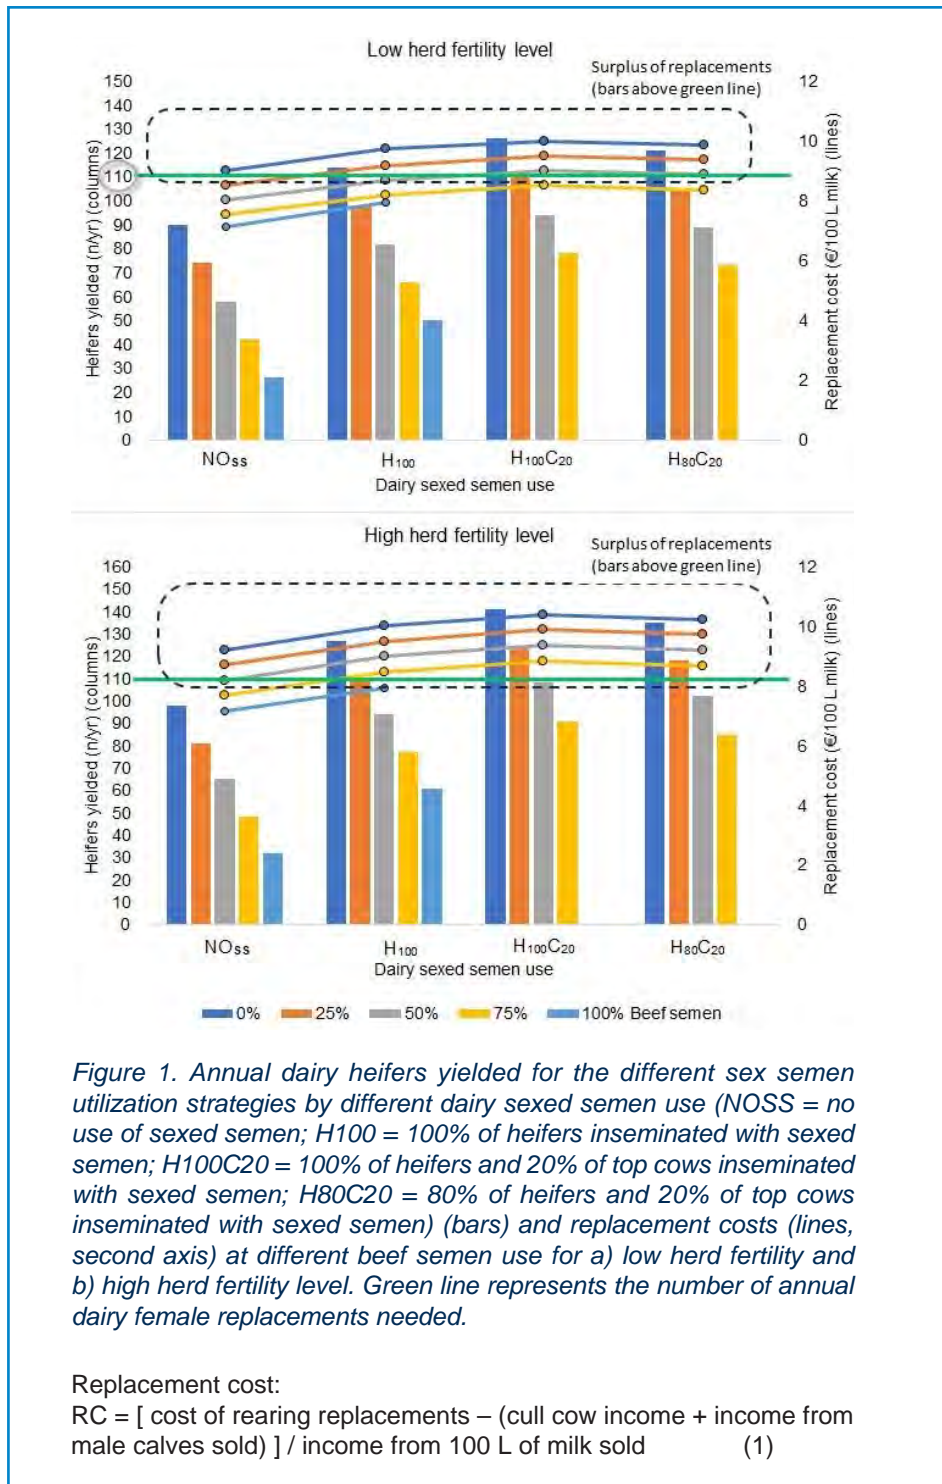 Low herd fertility level
Surplus of replacements
(bars above green line)
Heifers yielded (n/yr) (columns)
150
140
130
120
110
100
90
80
70
60
50
40
30
20
10
0
12
10
8
6
4
2
0
Replacement cost (€/100 L milk) (lines)
NOss
H100
H100C20
H80C20
Dairy sexed semen use
High herd fertility level
Surplus of replacements
(bars above green line)
Heifers yielded (n/yr) (columns)
160
150
140
130
120
110
100
90
80
70
60
50
40
30
20
10
0
12
10
8
6
4
2
0
Replacement cost (€/100 L milk) (lines)
NOss
H100
H100C20
H80C20
Dairy sexed semen use
0% 25% 50% 75% 100% Beef semen
Figure 1. Annual dairy heifers yielded for the different sex semen
utilization strategies by different dairy sexed semen use (NOSS = no
use of sexed semen; H100 = 100% of heifers inseminated with sexed
semen; H100C20 = 100% of heifers and 20% of top cows inseminated
with sexed semen; H80C20 = 80% of heifers and 20% of top cows
inseminated with sexed semen) (bars) and replacement costs (lines,
second axis) at different beef semen use for a) low herd fertility and
b) high herd fertility level. Green line represents the number of annual
dairy female replacements needed.
Replacement cost:
RC = [ cost of rearing replacements – (cull cow income + income from
male calves sold) ] / income from 100 L of milk sold (1)